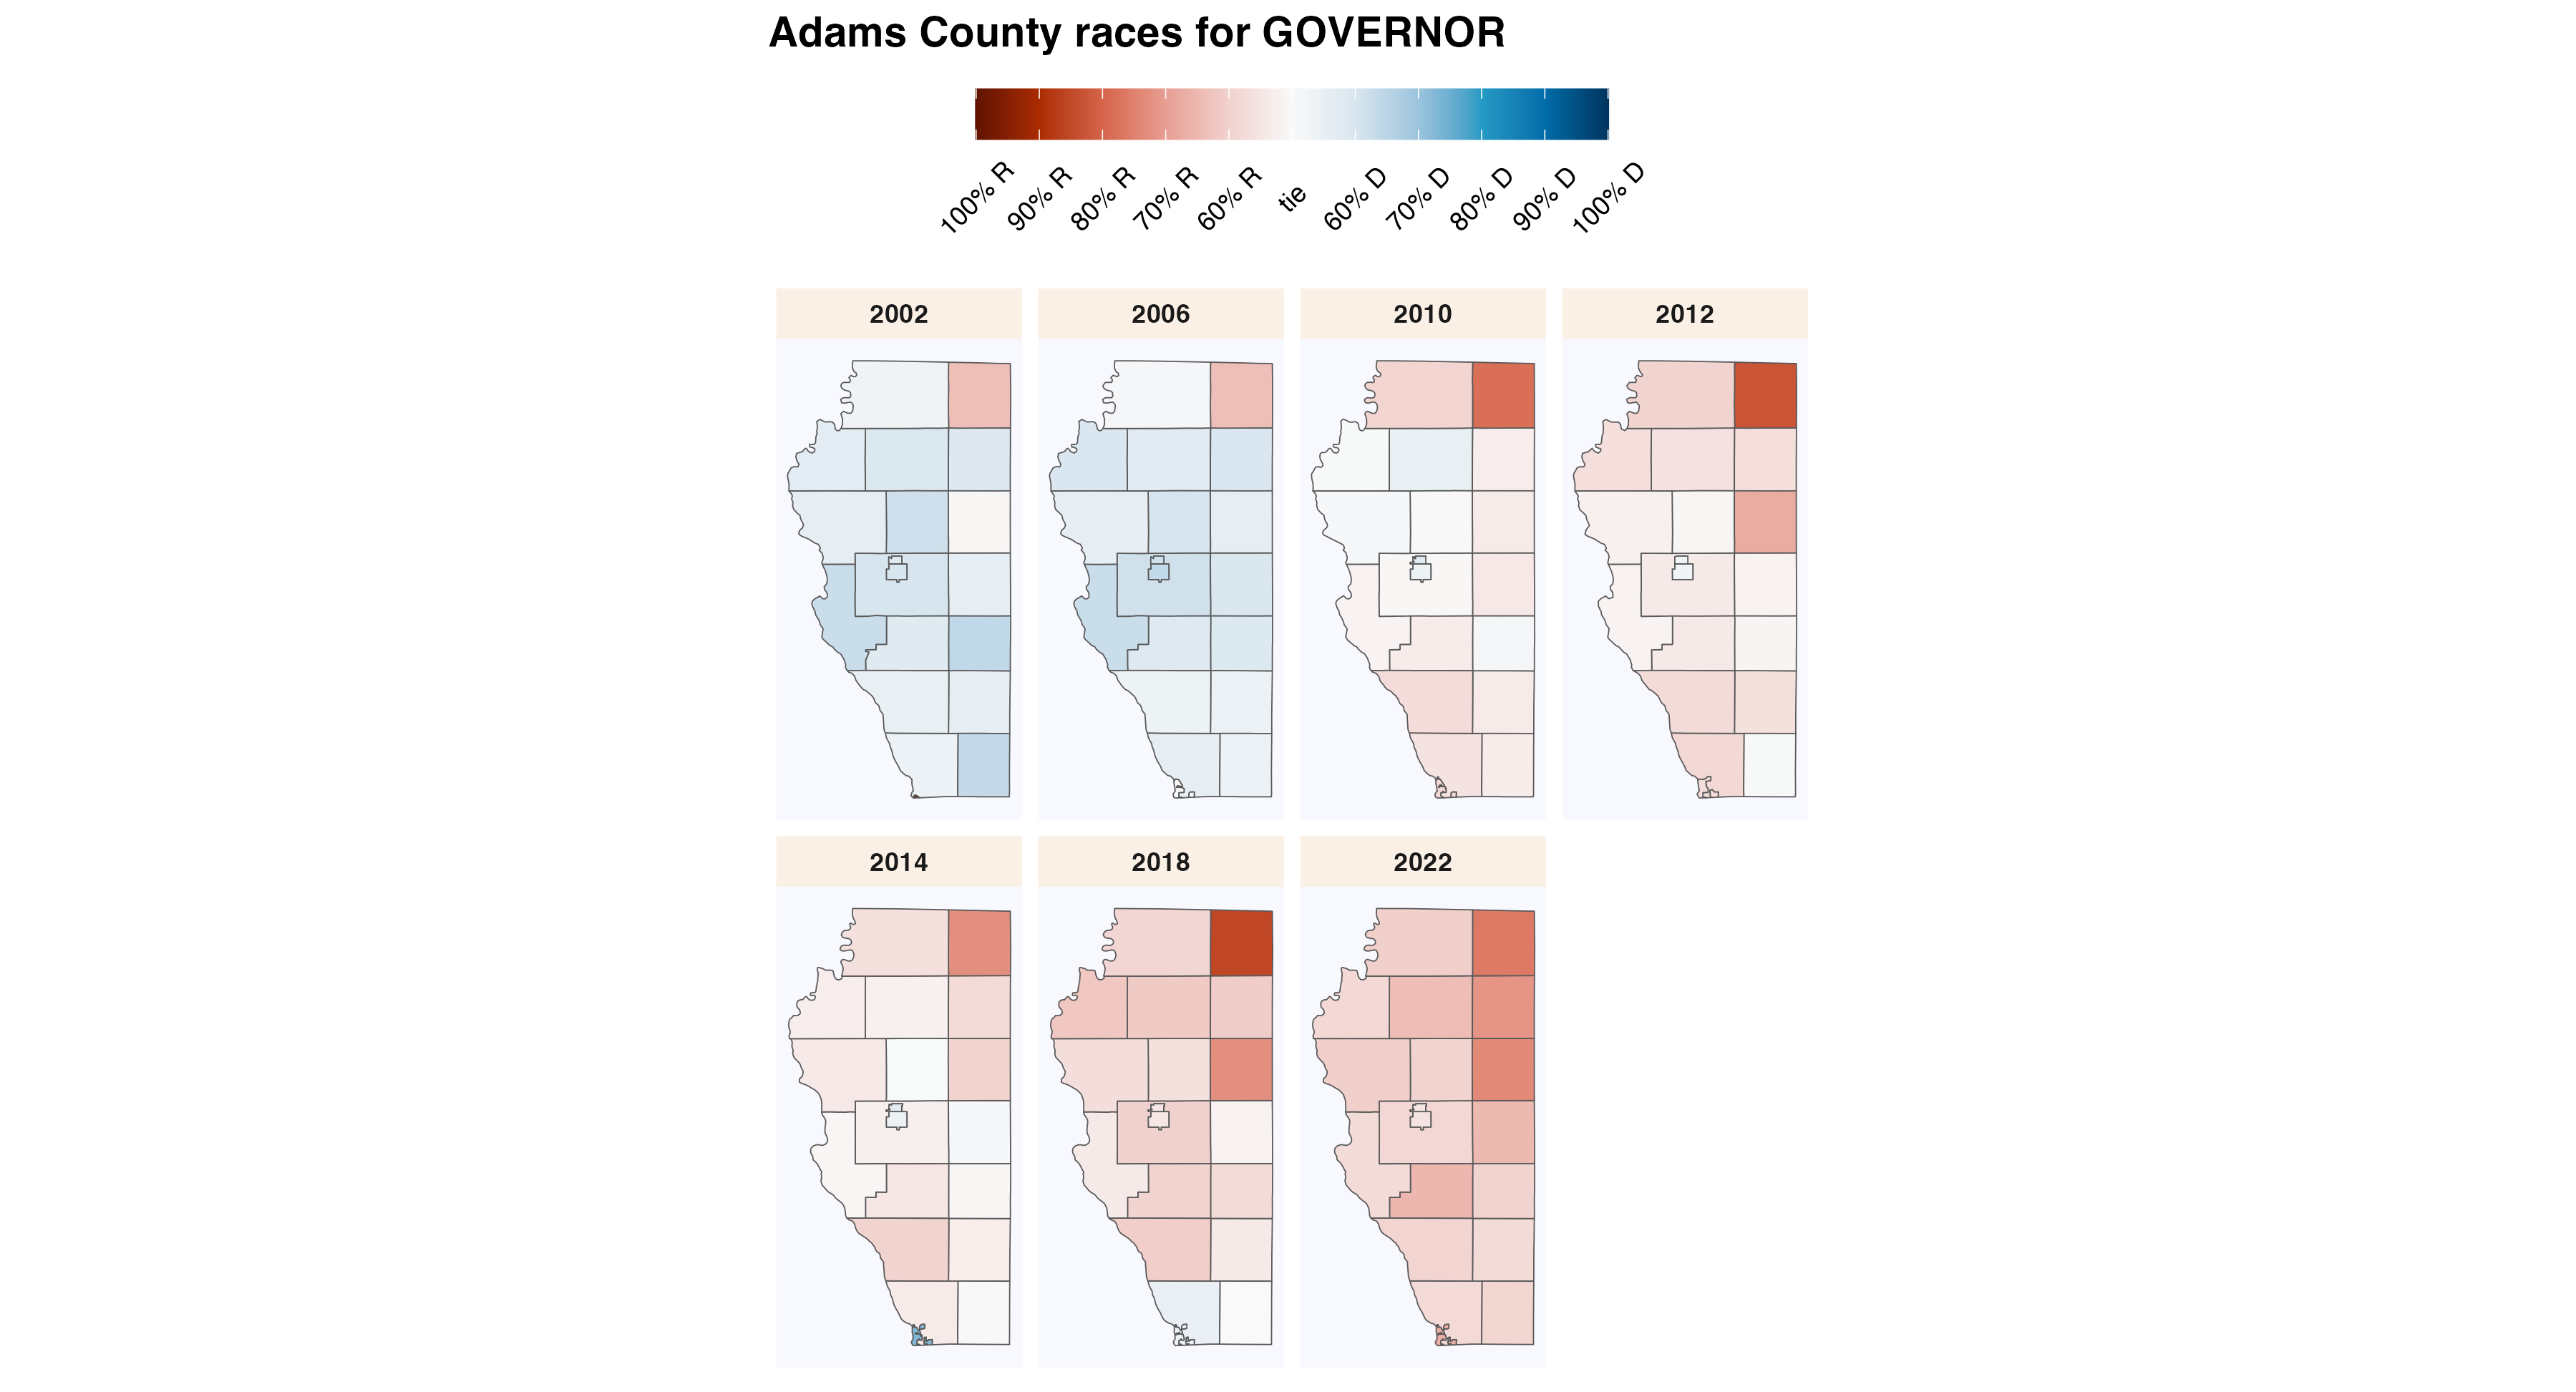 Adams County races for GOVERNOR
100% R 90% R 80% R 70% R 60% R tie 60% D 70% D 80% D 90% D 100% D
2002 2006 2010 2012
2014 2018 2022